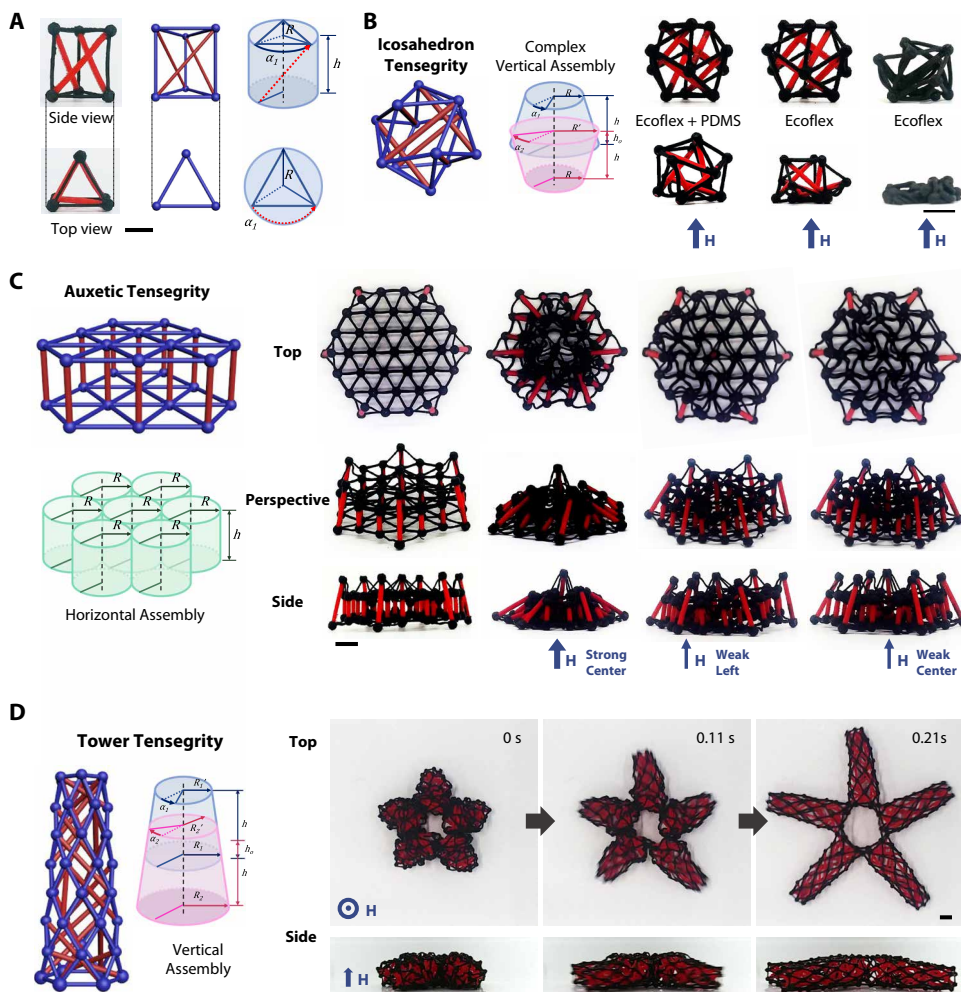 A
R
α1
h
Side view
R
α1
Top view
B
Icosahedron
Tensegrity
Complex
Vertical Assembly
R
α1
h
R'
ho
α2
h
R
Ecoflex + PDMS
Ecoflex
Ecoflex
H
H
H
C
Auxetic Tensegrity
R
R
R
R
R
R
R
h
Horizontal Assembly
Top
Perspective
Side
H
Strong
Center
H
Weak
Left
H
Weak
Center
D
Tower Tensegrity
R1'
α1
h
R2'
α2
ho
R1
h
R2
Vertical
Assembly
Top
0 s
0.11s
0.21s
H
Side
H